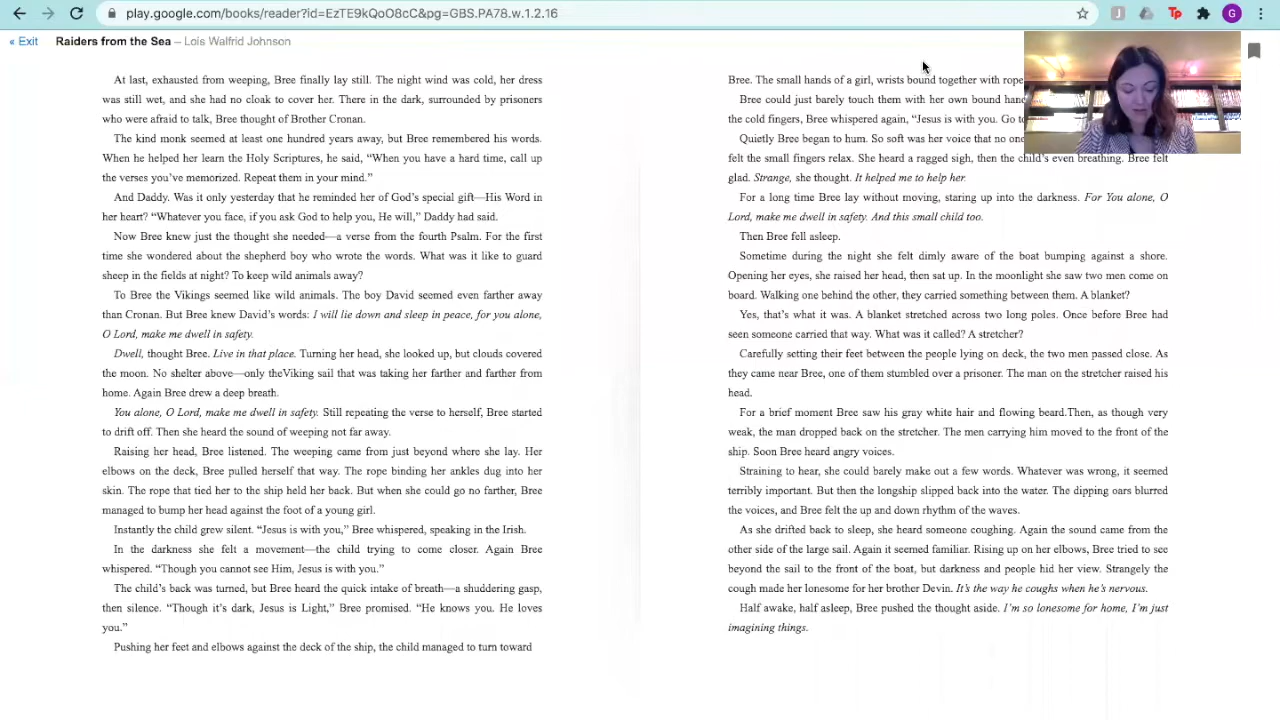 play.google.com/books/reader?id=EzTE9kQoO8cC&pg=GBS.PA78.w.1.2.16
« Exit Raiders from the Sea – Lois Walfrid Johnson
At last, exhausted from weeping, Bree finally lay still. The night wind was cold, her dress
was still wet, and she had no cloak to cover her. There in the dark, surrounded by prisoners
who were afraid to talk, Bree thought of Brother Cronan.
The kind monk seemed at least one hundred years away, but Bree remembered his words.
When he helped her learn the Holy Scriptures, he said, “When you have a hard time, call up
the verses you’ve memorized. Repeat them in your mind.”
And Daddy. Was it only yesterday that he reminded her of God’s special gift—His Word in
her heart? “Whatever you face, if you ask God to help you, He will,” Daddy had said.
Now Bree knew just the thought she needed—a verse from the fourth Psalm. For the first
time she wondered about the shepherd boy who wrote the words. What was it like to guard
sheep in the fields at night? To keep wild animals away?
To Bree the Vikings seemed like wild animals. The boy David seemed even farther away
than Cronan. But Bree knew David’s words: I will lie down and sleep in peace, for you alone,
O Lord, make me dwell in safety.
Dwell, thought Bree. Live in that place. Turning her head, she looked up, but clouds covered
the moon. No shelter above—only theViking sail that was taking her farther and farther from
home. Again Bree drew a deep breath.
You alone, O Lord, make me dwell in safety. Still repeating the verse to herself, Bree started
to drift off. Then she heard the sound of weeping not far away.
Raising her head, Bree listened. The weeping came from just beyond where she lay. Her
elbows on the deck, Bree pulled herself that way. The rope binding her ankles dug into her
skin. The rope that tied her to the ship held her back. But when she could go no farther, Bree
managed to bump her head against the foot of a young girl.
Instantly the child grew silent. “Jesus is with you,” Bree whispered, speaking in the Irish.
In the darkness she felt a movement—the child trying to come closer. Again Bree
whispered. “Though you cannot see Him, Jesus is with you.”
The child’s back was turned, but Bree heard the quick intake of breath—a shuddering gasp,
then silence. “Though it’s dark, Jesus is Light,” Bree promised. “He knows you. He loves
you.”
Pushing her feet and elbows against the deck of the ship, the child managed to turn toward
Bree. The small hands of a girl, wrists bound together with rope
Bree could just barely touch them with her own bound
the cold fingers, Bree whispered again, “Jesus is with you. Go
Quietly Bree began to hum. So soft was her voice that no
felt the small fingers relax. She heard a ragged sigh, then the child’s even breathing. Bree felt
glad. Strange, she thought. It helped me to help her.
For a long time Bree lay without moving, staring up into the darkness. For You alone, O
Lord, make me dwell in safety. And this small child too.
Then Bree fell asleep.
Sometime during the night she felt dimly aware of the boat bumping against a shore.
Opening her eyes, she raised her head, then sat up. In the moonlight she saw two men come on
board. Walking one behind the other, they carried something between them. A blanket?
Yes, that’s what it was. A blanket stretched across two long poles. Once before Bree had
seen someone carried that way. What was it called? A stretcher?
Carefully setting their feet between the people lying on deck, the two men passed close. As
they came near Bree, one of them stumbled over a prisoner. The man on the stretcher raised his
head.
For a brief moment Bree saw his gray white hair and flowing beard.Then, as though very
weak, the man dropped back on the stretcher. The men carrying him moved to the front of the
ship. Soon Bree heard angry voices.
Straining to hear, she could barely make out a few words. Whatever was wrong, it seemed
terribly important. But then the longship slipped back into the water. The dipping oars blurred
the voices, and Bree felt the up and down rhythm of the waves.
As she drifted back to sleep, she heard someone coughing. Again the sound came from the
other side of the large sail. Again it seemed familiar. Rising up on her elbows, Bree tried to see
beyond the sail to the front of the boat, but darkness and people hid her view. Strangely the
cough made her lonesome for her brother Devin. It’s the way he coughs when he’s nervous.
Half awake, half asleep, Bree pushed the thought aside. I’m so lonesome for home, I’m just
imagining things.